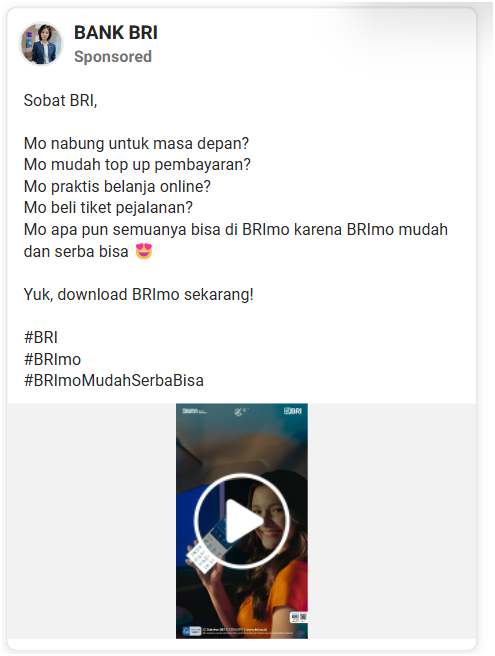 BANK BRI
Sponsored
Sobat BRI,
Mo nabung untuk masa depan?
Mo mudah top up pembayaran?
Mo praktis belanja online?
Mo beli tiket pejalanan?
Mo apa pun semuanya bisa di BRImo karena BRImo mudah
dan serba bisa 😍
Yuk, download BRImo sekarang!
#BRI
#BRImo
#BRImoMudahSerbaBisa
BRI